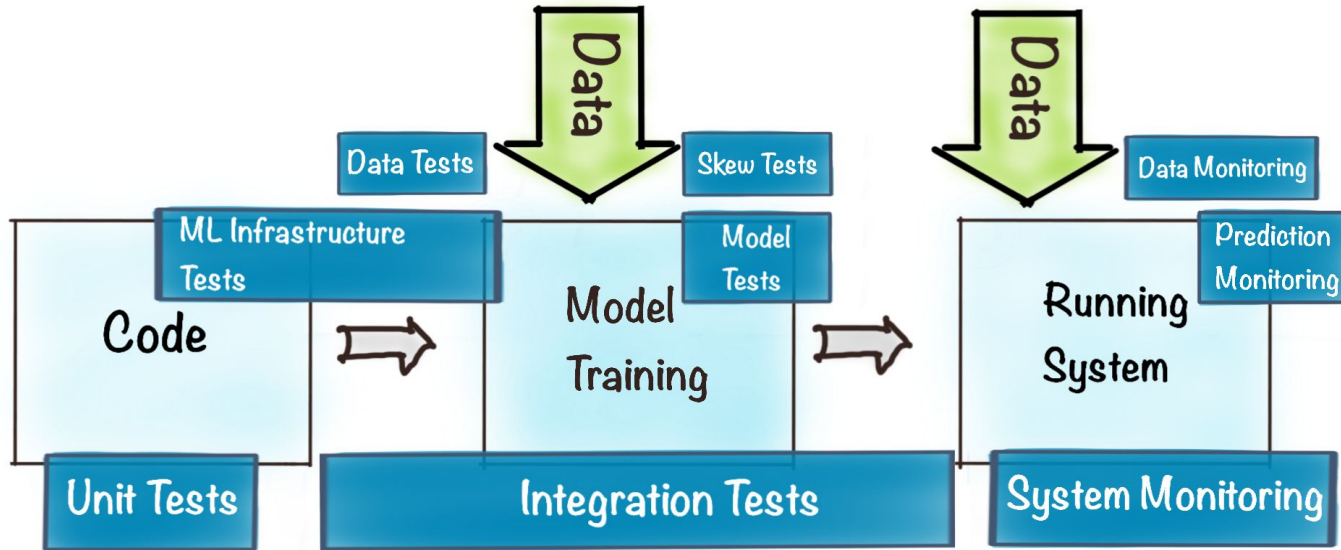 Data
Data
Data Tests
Skew Tests
Data Monitoring
ML Infrastructure
Tests
Model
Tests
Prediction
Monitoring
Code
Model
Training
Running
System
Unit Tests
Integration Tests
System Monitoring